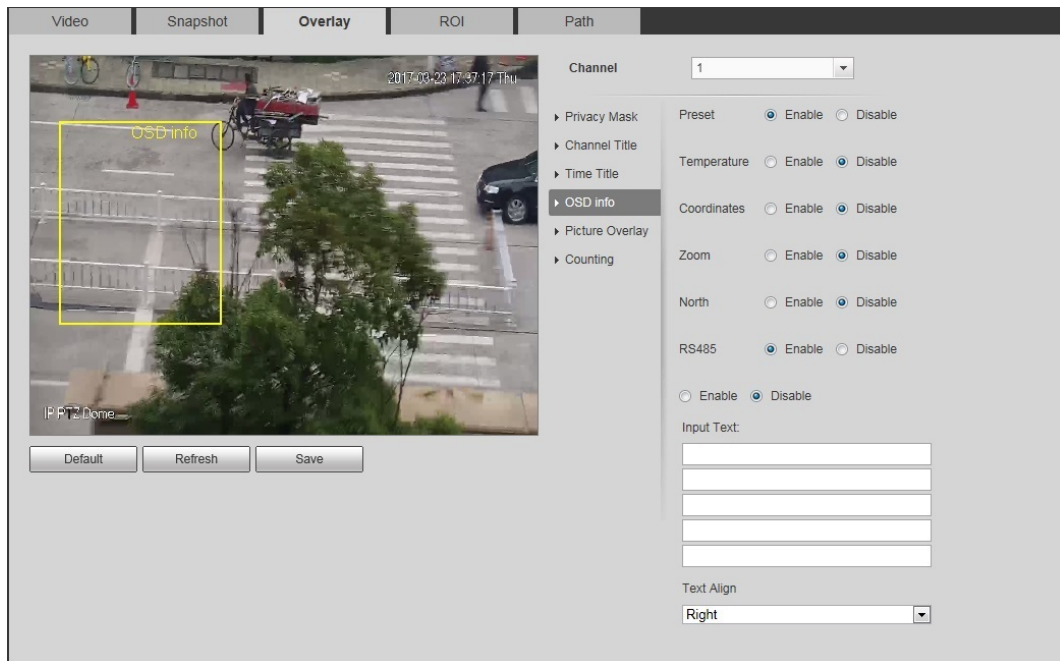 Video Snapshot Overlay ROI Path
2017-03-23 17:37:17 Thu
OSD info
IP PTZ Dome
Default Refresh Save
Channel 1
Privacy Mask
Channel Title
Time Title
OSD info
Picture Overlay
Counting
Preset Enable Disable
Temperature Enable Disable
Coordinates Enable Disable
Zoom Enable Disable
North Enable Disable
RS485 Enable Disable
Enable Disable
Input Text:
Text Align
Right